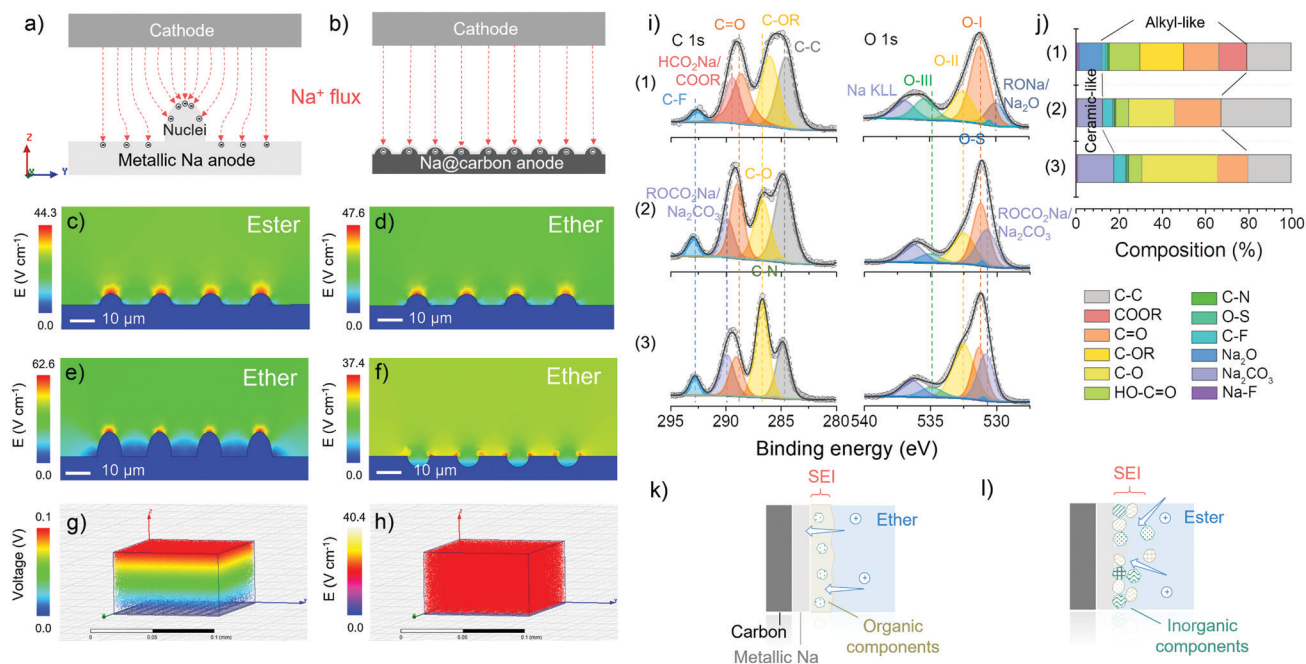 a)
Cathode
Na⁺ flux
Nuclei
Metallic Na anode
Z
Y
b)
Cathode
Na@carbon anode
c)
Ester
44.3
E (V cm⁻¹)
0.0
10 µm
d)
Ether
47.6
E (V cm⁻¹)
0.0
10 µm
e)
Ether
62.6
E (V cm⁻¹)
0.0
10 µm
f)
Ether
37.4
E (V cm⁻¹)
0.0
10 µm
g)
0.1
Voltage (V)
0.0
0 0.05 0.1 (mm)
h)
40.4
E (V cm⁻¹)
0.0
0 0.05 0.1 (mm)
i)
C 1s
C=O
C-OR
C-C
HCO₂Na/
COOR
C-F
(1)
O 1s
O-I
O-II
O-III
Na KLL
RONa/
Na₂O
O-S
C-O
ROCO₂Na/
Na₂CO₃
(2)
C-N
ROCO₂Na/
Na₂CO₃
(3)
295 290 285 280
540 535 530
Binding energy (eV)
j)
Alkyl-like
Ceramic-like
(1)
(2)
(3)
0 20 40 60 80 100
Composition (%)
C-C
COOR
C=O
C-OR
C-O
HO-C=O
C-N
O-S
C-F
Na₂O
Na₂CO₃
Na-F
k)
SEI
Ether
Carbon
Metallic Na
Organic
components
l)
SEI
Ester
Inorganic
components